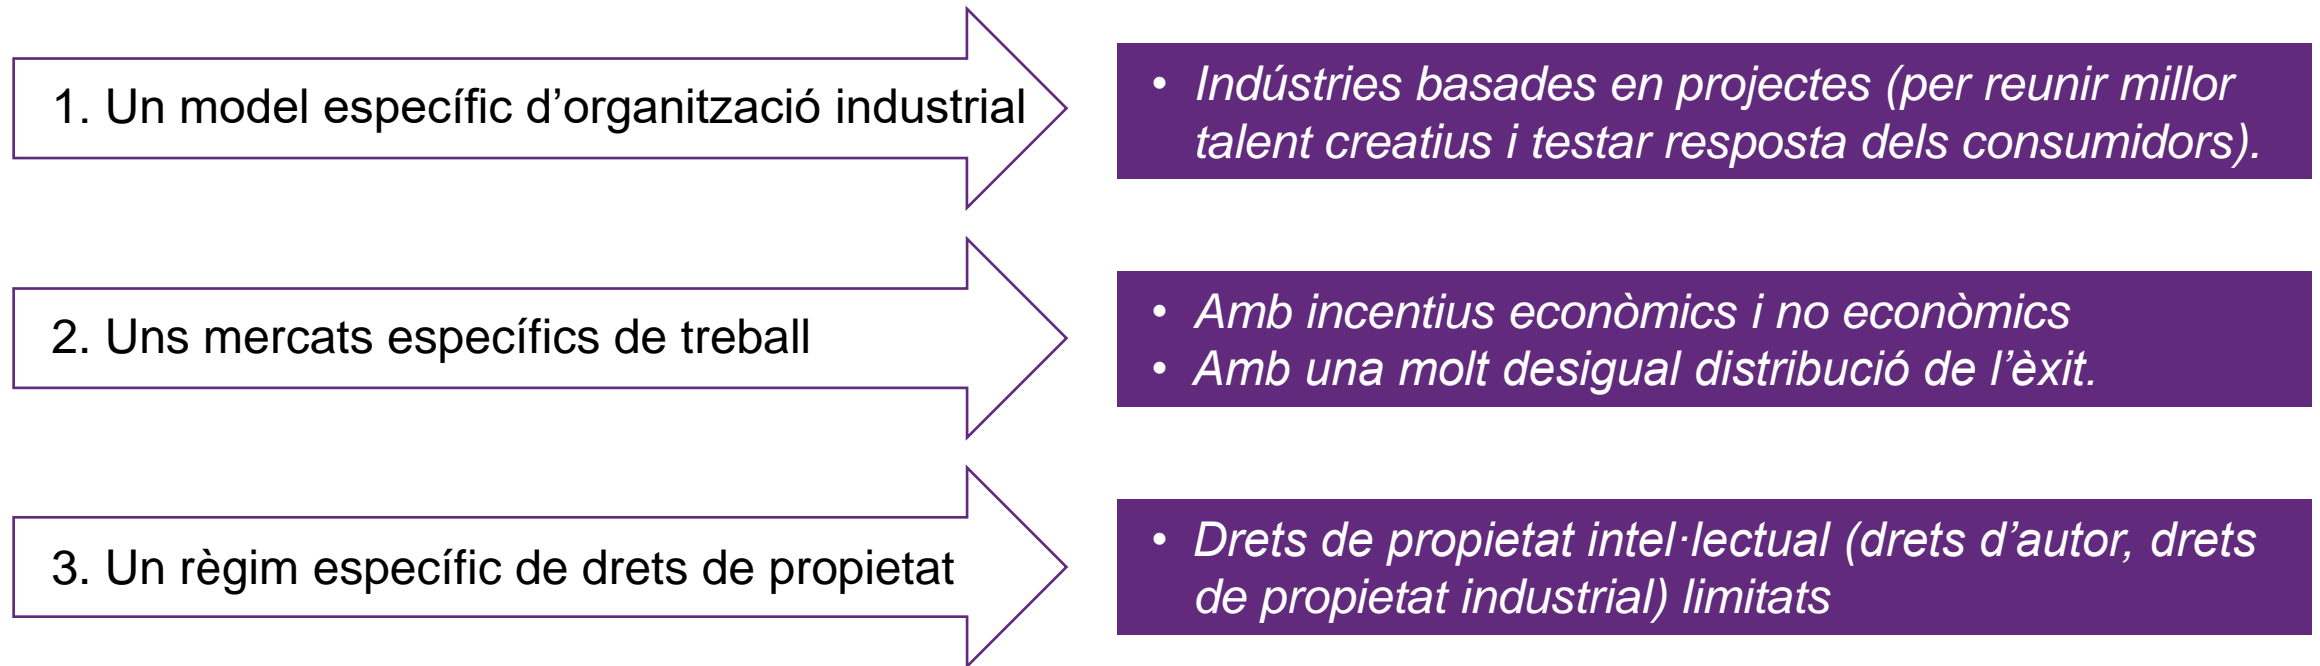 1. Un model específic d’organització industrial
• Indústries basades en projectes (per reunir millor
talent creatius i testar resposta dels consumidors).
2. Uns mercats específics de treball
• Amb incentius econòmics i no econòmics
• Amb una molt desigual distribució de l’èxit.
3. Un règim específic de drets de propietat
• Drets de propietat intel·lectual (drets d’autor, drets
de propietat industrial) limitats